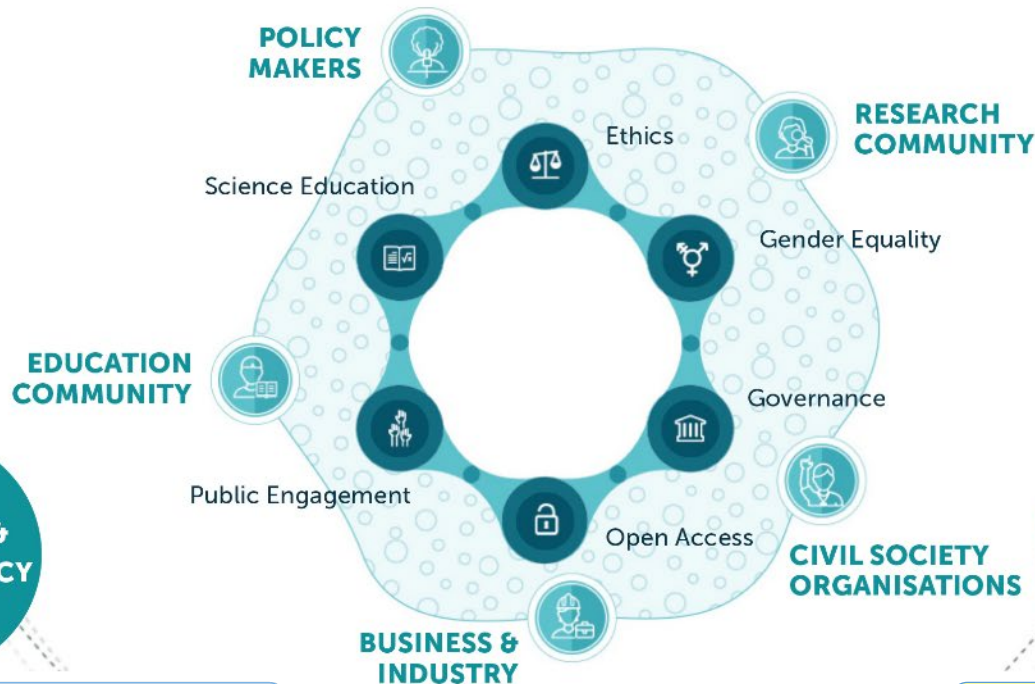 POLICY
MAKERS
RESEARCH
COMMUNITY
Ethics
Science Education
Gender Equality
EDUCATION
COMMUNITY
Governance
Public Engagement
Open Access
&
CY
CIVIL SOCIETY
ORGANISATIONS
BUSINESS &
INDUSTRY